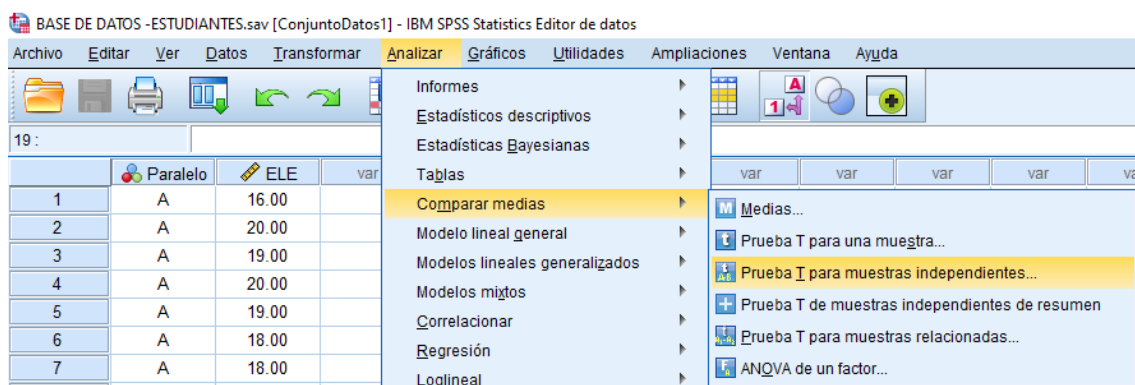 BASE DE DATOS -ESTUDIANTES.sav [ConjuntoDatos1] - IBM SPSS Statistics Editor de datos
Archivo Editar Ver Datos Transformar Analizar Gráficos Utilidades Ampliaciones Ventana Ayuda
19 :
Paralelo ELE var var var var var
1 A 16.00
2 A 20.00
3 A 19.00
4 A 20.00
5 A 19.00
6 A 18.00
7 A 18.00
Informes
Estadísticos descriptivos
Estadísticas Bayesianas
Tablas
Comparar medias
Modelo lineal general
Modelos lineales generalizados
Modelos mixtos
Correlacionar
Regresión
Loglineal
Medias...
Prueba T para una muestra...
Prueba T para muestras independientes...
Prueba T de muestras independientes de resumen
Prueba T para muestras relacionadas...
ANOVA de un factor...